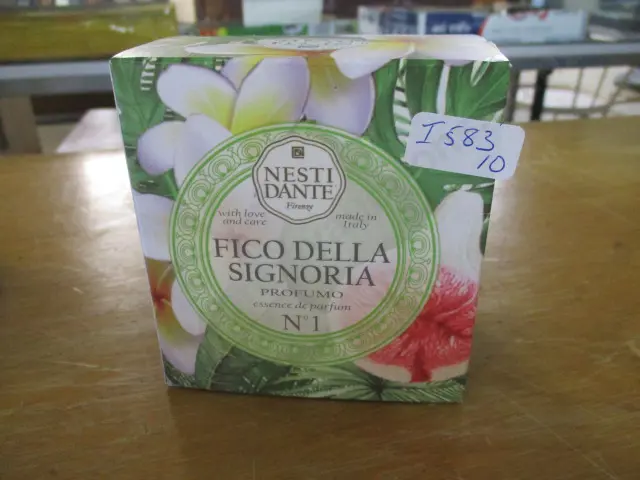 I583
10
NESTI
DANTE
Firenze
with love
and care
made in
Italy
FICO DELLA
SIGNORIA
PROFUMO
essence de parfum
N°1